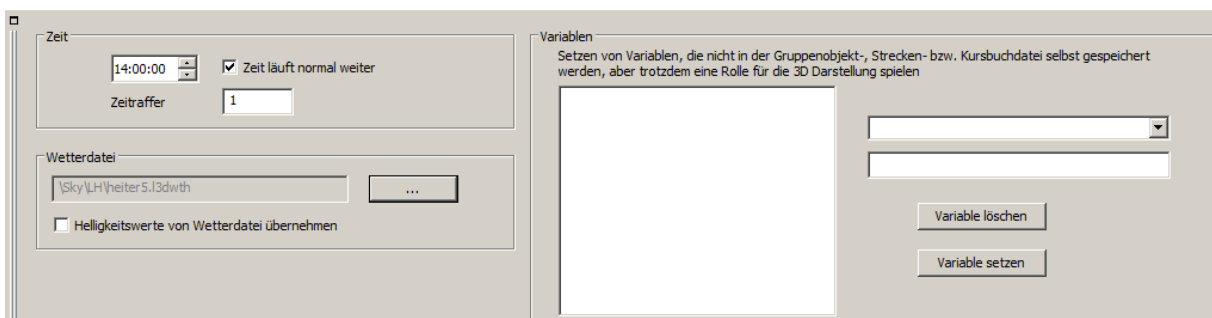 Zeit
14:00:00
Zeit läuft normal weiter
Zeitraffer
1
Wetterdatei
\Sky\LH\heiter5.l3dwth
...
Helligkeitswerte von Wetterdatei übernehmen
Variablen
Setzen von Variablen, die nicht in der Gruppenobjekt-, Strecken- bzw. Kursbuchdatei selbst gespeichert
werden, aber trotzdem eine Rolle für die 3D Darstellung spielen
Variable löschen
Variable setzen